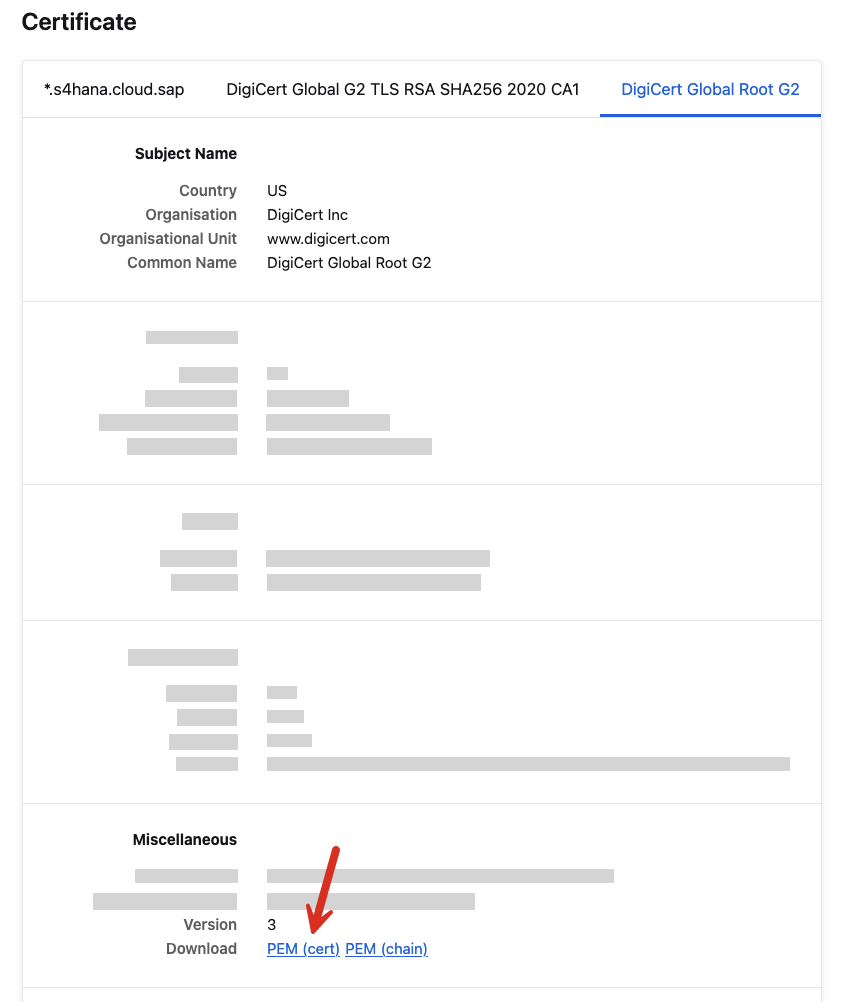 Certificate
*.s4hana.cloud.sap DigiCert Global G2 TLS RSA SHA256 2020 CA1 DigiCert Global Root G2
Subject Name
Country US
Organisation DigiCert Inc
Organisational Unit www.digicert.com
Common Name DigiCert Global Root G2
Miscellaneous
Version 3
Download PEM (cert) PEM (chain)